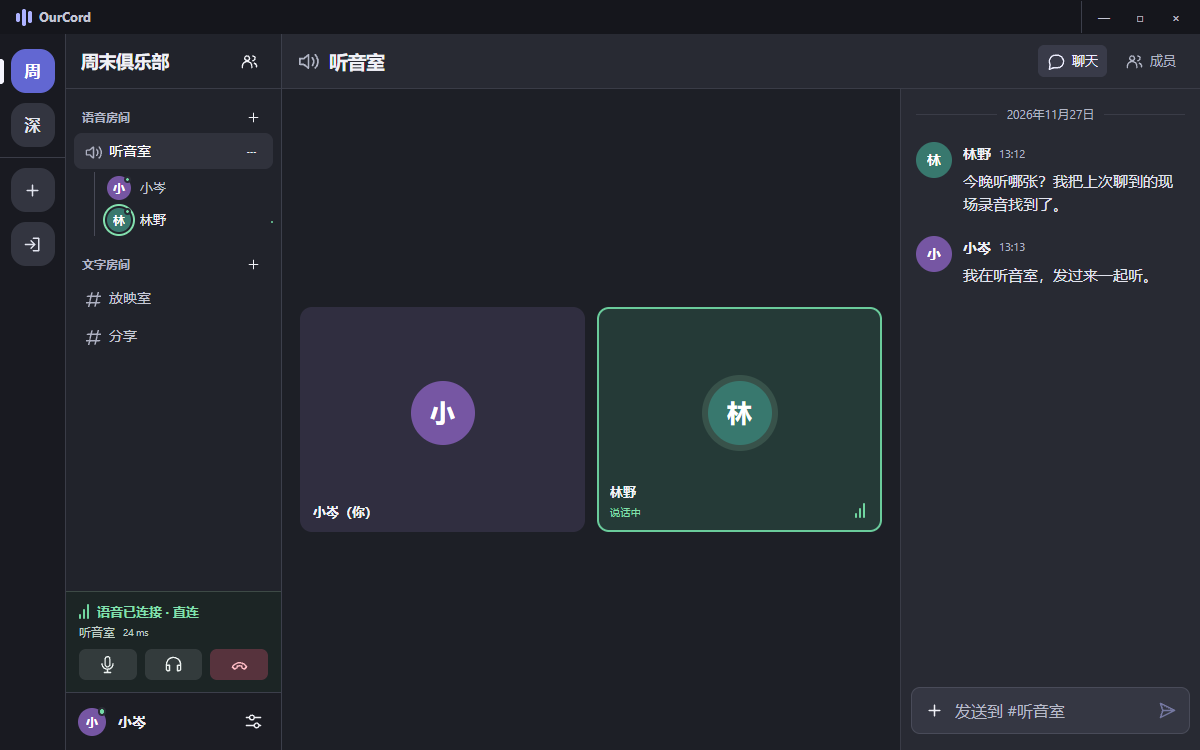 OurCord
周
深
周末俱乐部
语音房间
听音室
小 小岑
林 林野
文字房间
# 放映室
# 分享
语音已连接 · 直连
听音室 24 ms
小 小岑
听音室
聊天
成员
小
小岑（你）
林
林野
说话中
2026年11月27日
林 林野 13:12
今晚听哪张？我把上次聊到的现
场录音找到了。
小 小岑 13:13
我在听音室，发过来一起听。
发送到 #听音室